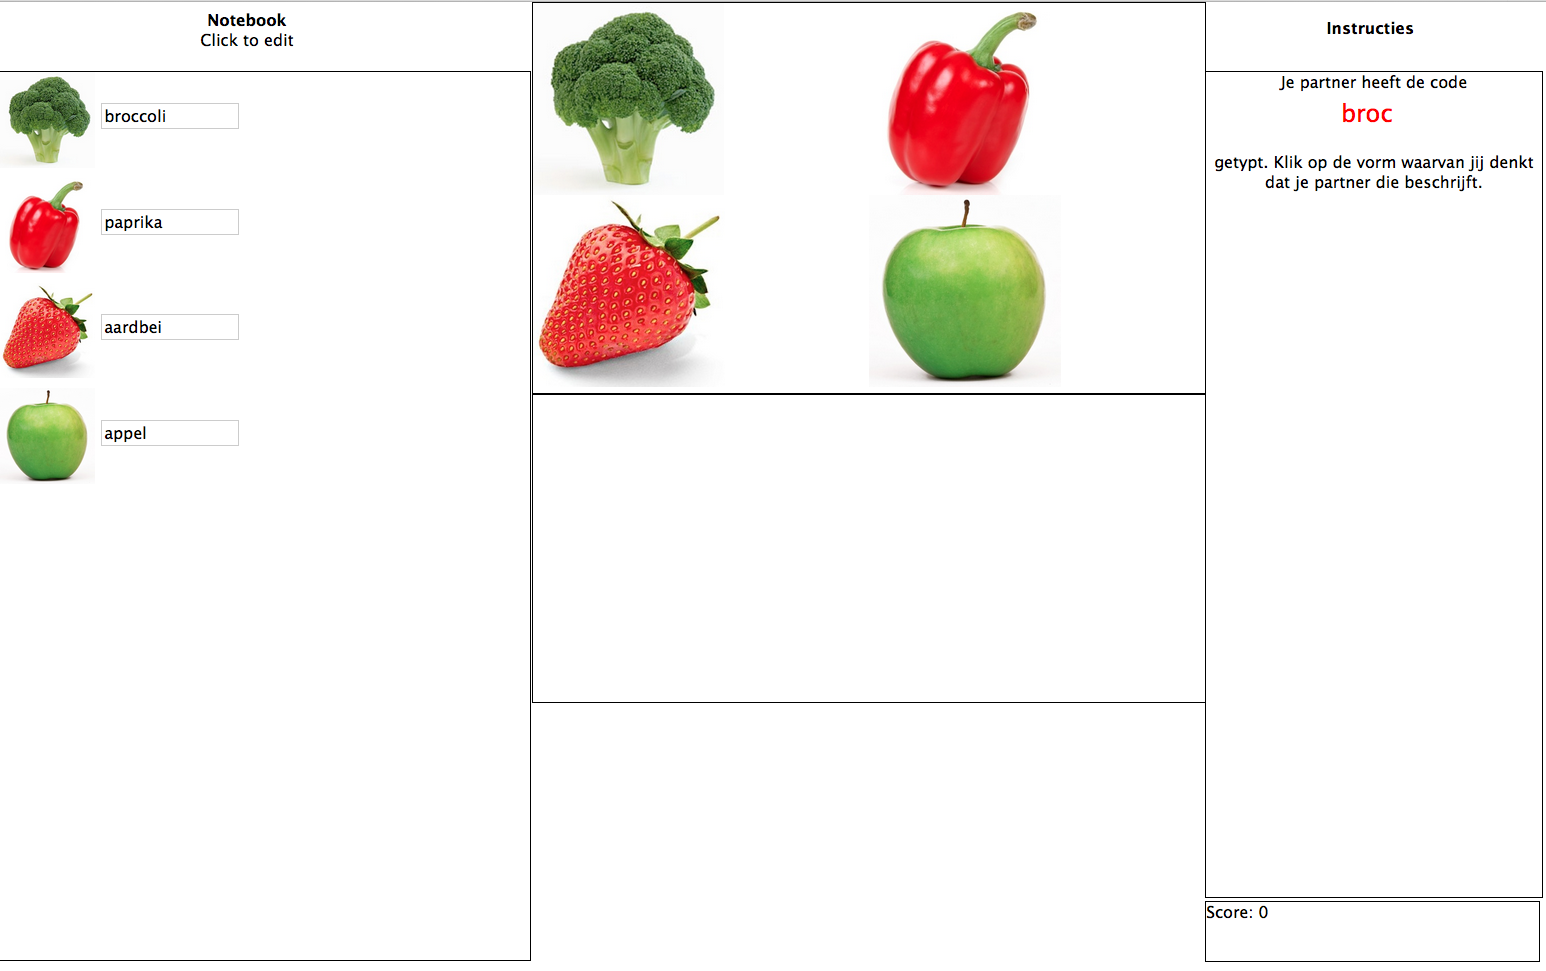 Notebook
Click to edit
broccoli
paprika
aardbei
appel
Instructies
Je partner heeft de code
broc
getypt. Klik op de vorm waarvan jij denkt
dat je partner die beschrijft.
Score: 0